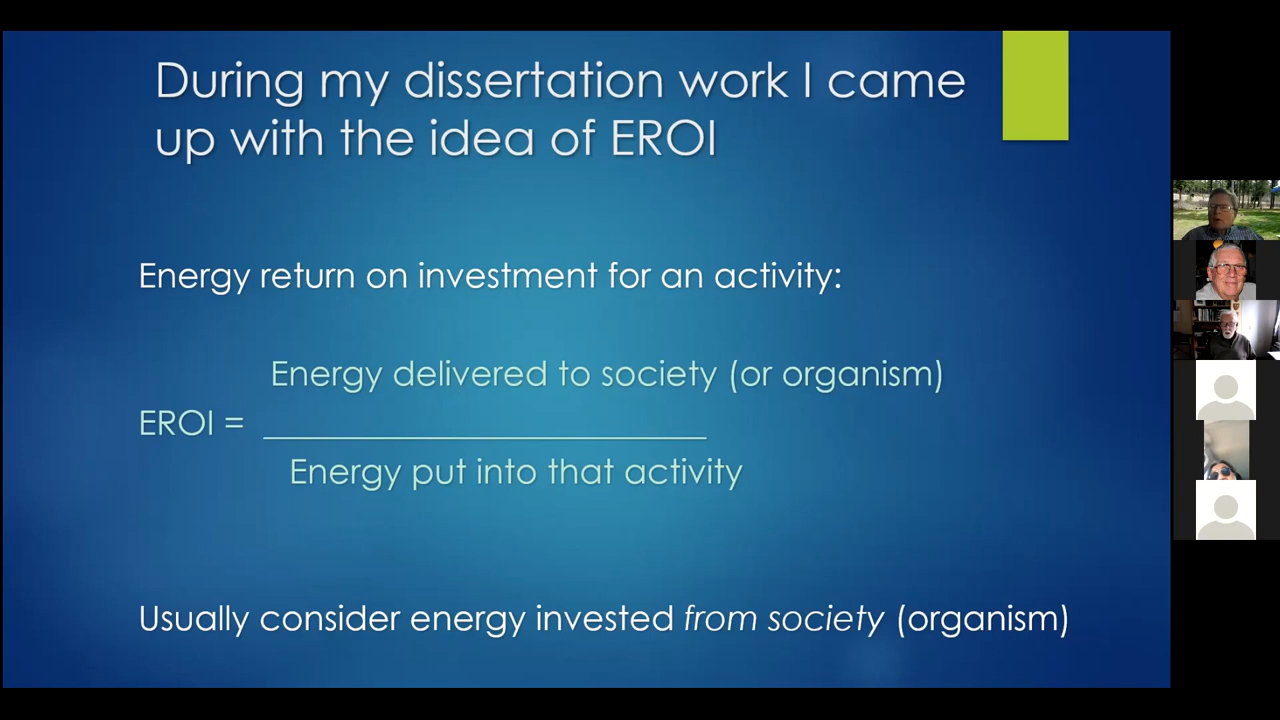 During my dissertation work I came
up with the idea of EROI
Energy return on investment for an activity:
Energy delivered to society (or organism)
EROI = __________________________
Energy put into that activity
Usually consider energy invested from society (organism)